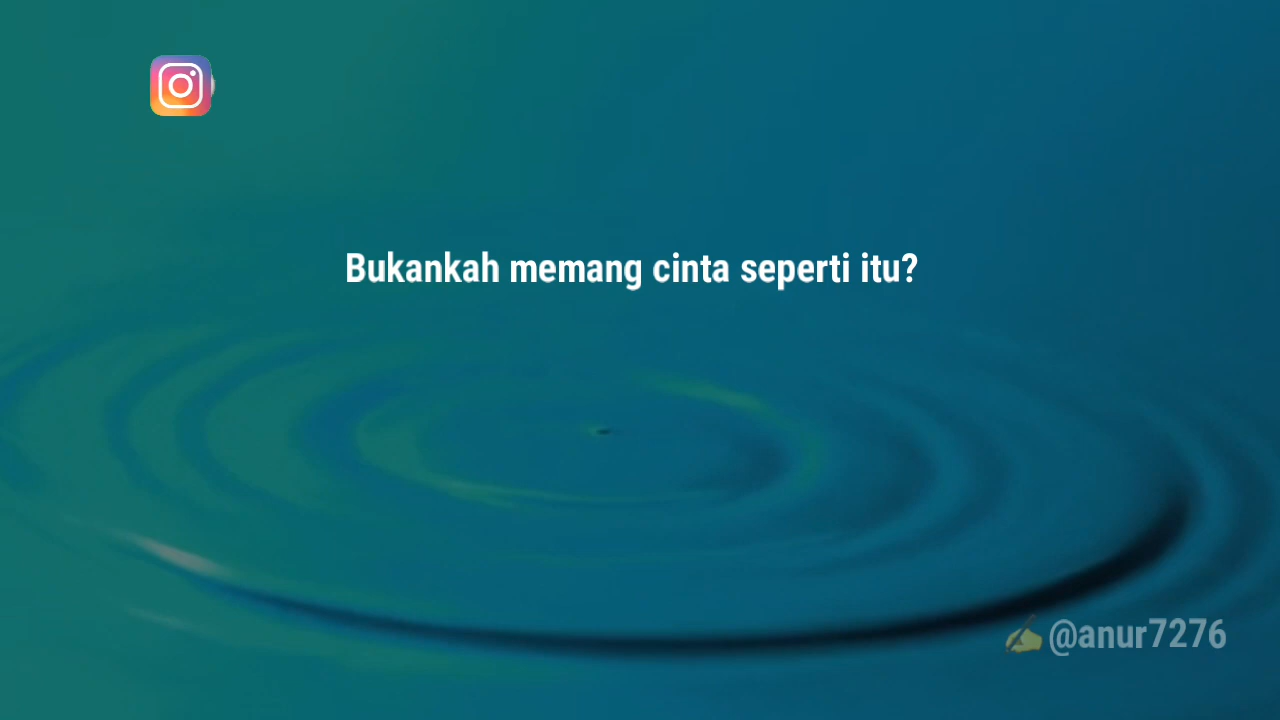 Bukankah memang cinta seperti itu?
✍️ @anur7276